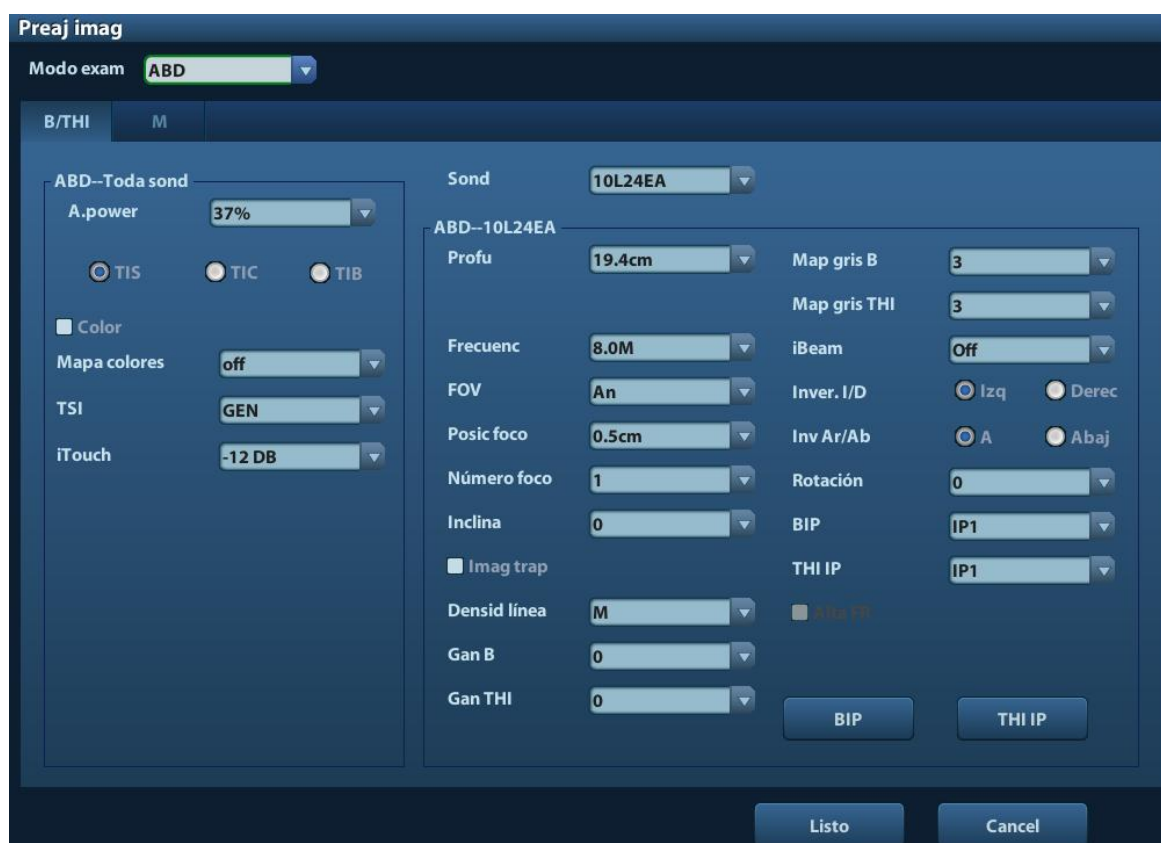 Preaj imag
Modo exam ABD
B/THI M
ABD--Toda sond
A.power 37%
TIS TIC TIB
Color
Mapa colores off
TSI GEN
iTouch -12 DB
Sond 10L24EA
ABD--10L24EA
Profu 19.4cm
Frecuenc 8.0M
FOV An
Posic foco 0.5cm
Número foco 1
Inclina 0
Imag trap
Densid línea M
Gan B 0
Gan THI 0
Map gris B 3
Map gris THI 3
iBeam Off
Inver. I/D Izq Derec
Inv Ar/Ab A Abaj
Rotación 0
BIP IP1
THI IP IP1
Alta FR
BIP THI IP
Listo Cancel